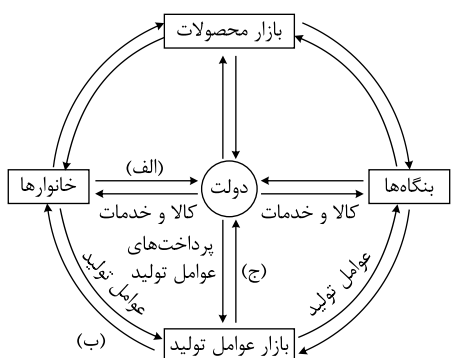 بازار محصولات
(الف)
خانوارها
دولت
بنگاه‌ها
کالا و خدمات
کالا و خدمات
پرداخت‌های
عوامل تولید
(ج)
عوامل تولید
عوامل تولید
(ب)
بازار عوامل تولید